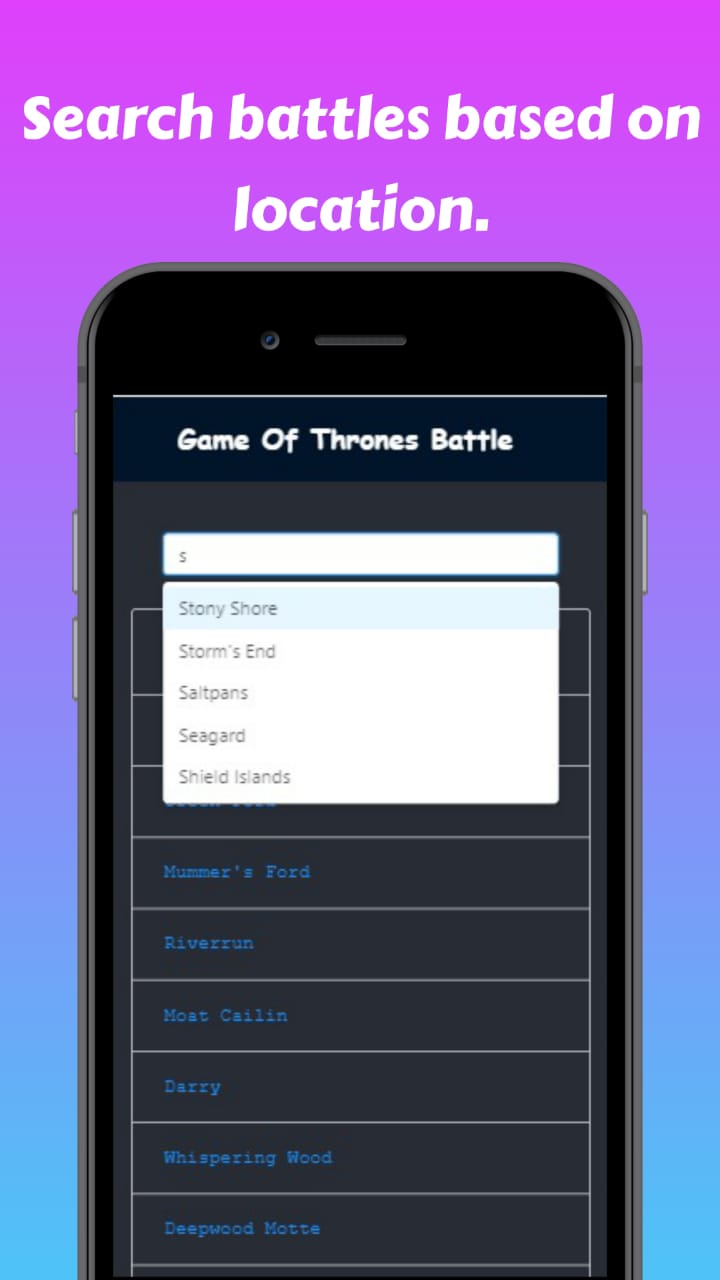 Search battles based on
location.
Game Of Thrones Battle
s
Stony Shore
Storm's End
Saltpans
Seagard
Shield Islands
Mummer's Ford
Riverrun
Moat Cailin
Darry
Whispering Wood
Deepwood Motte